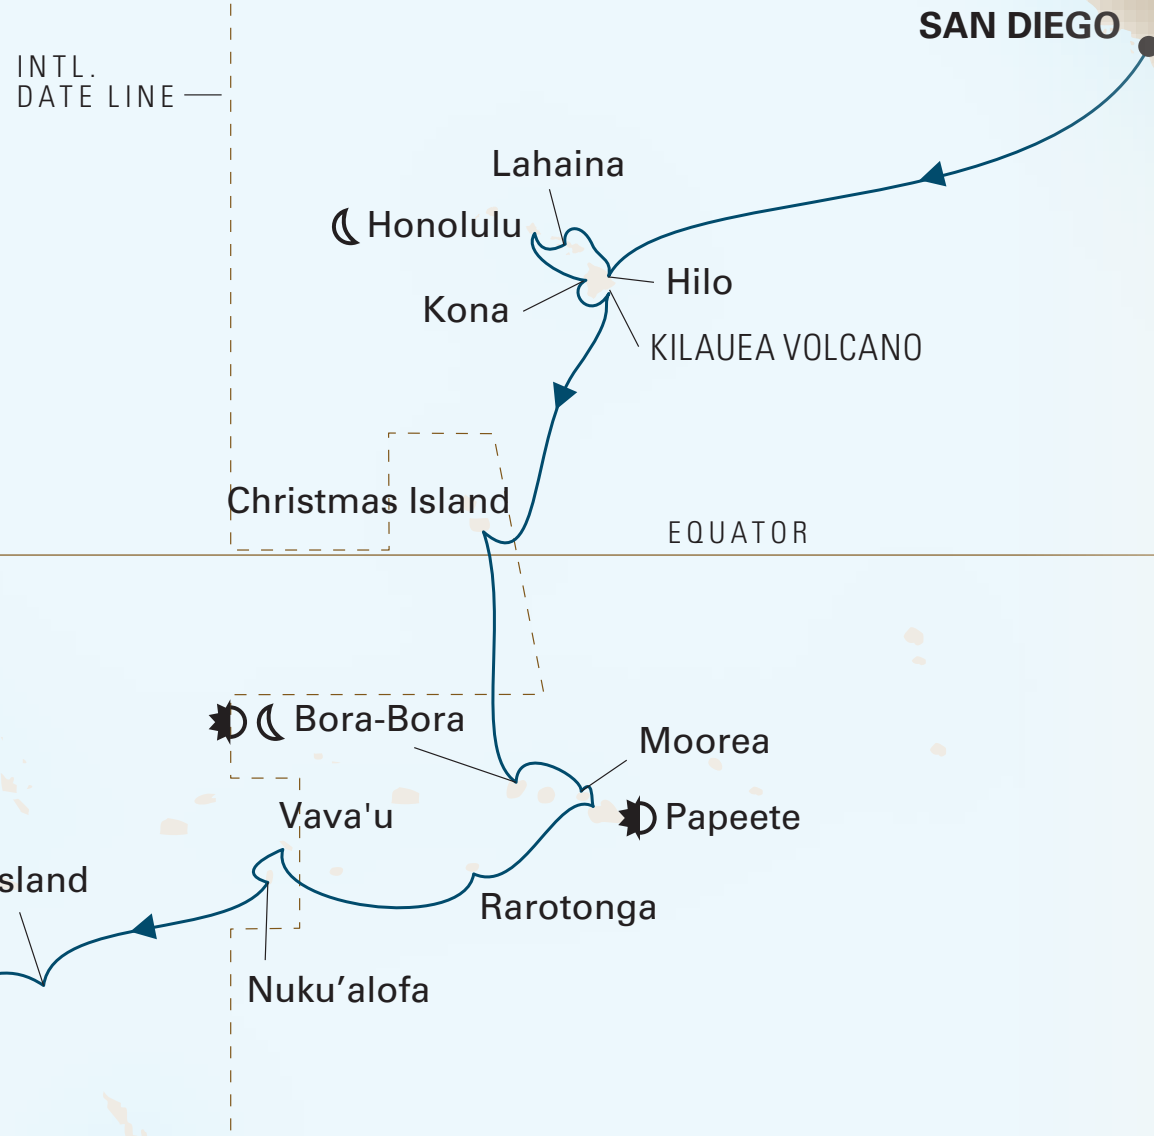 SAN DIEGO
INTL.
DATE LINE
Lahaina
Honolulu
Hilo
Kona
KILAUEA VOLCANO
Christmas Island
EQUATOR
Bora-Bora
Moorea
Vava'u
Papeete
sland
Rarotonga
Nuku’alofa